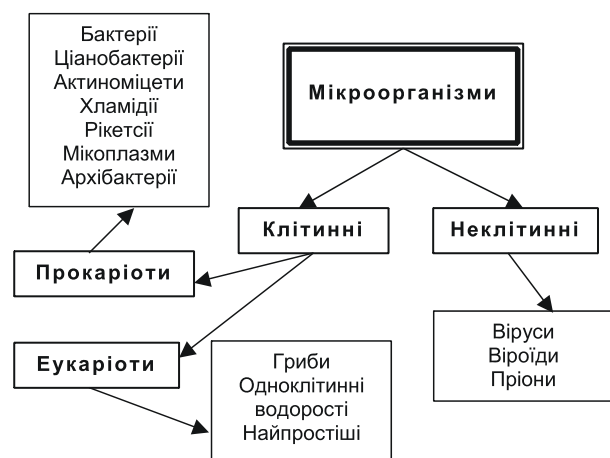 Бактерії
Ціанобактерії
Актиноміцети
Хламідії
Рікетсії
Мікоплазми
Архібактерії
Мікроорганізми
Клітинні
Неклітинні
Прокаріоти
Еукаріоти
Гриби
Одноклітинні
водорості
Найпростіші
Віруси
Віроїди
Пріони